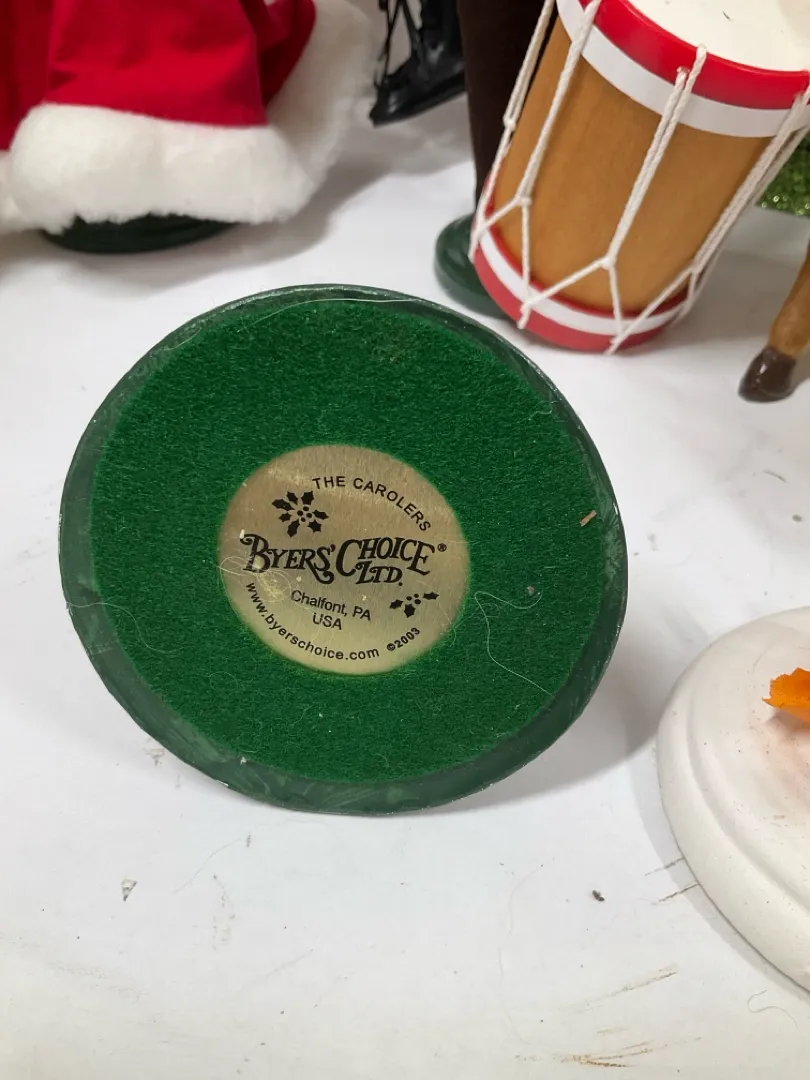 THE CAROLERS
BYERS' CHOICE®
LTD.
Chalfont, PA
USA
www.byerschoice.com ©2003